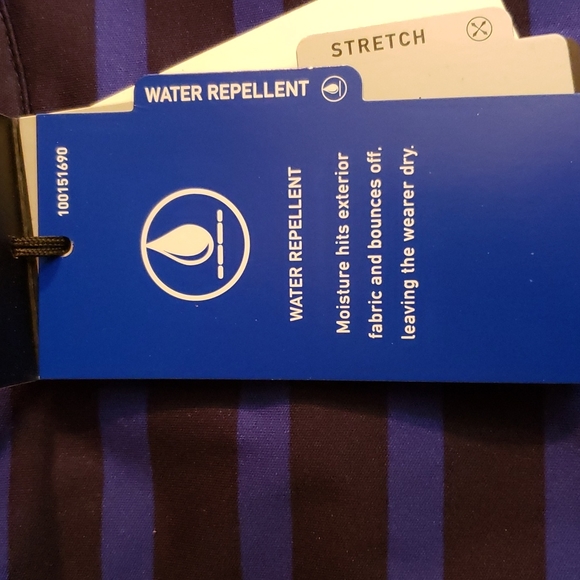 STRETCH
WATER REPELLENT
100151690
WATER REPELLENT
Moisture hits exterior
fabric and bounces off.
leaving the wearer dry.